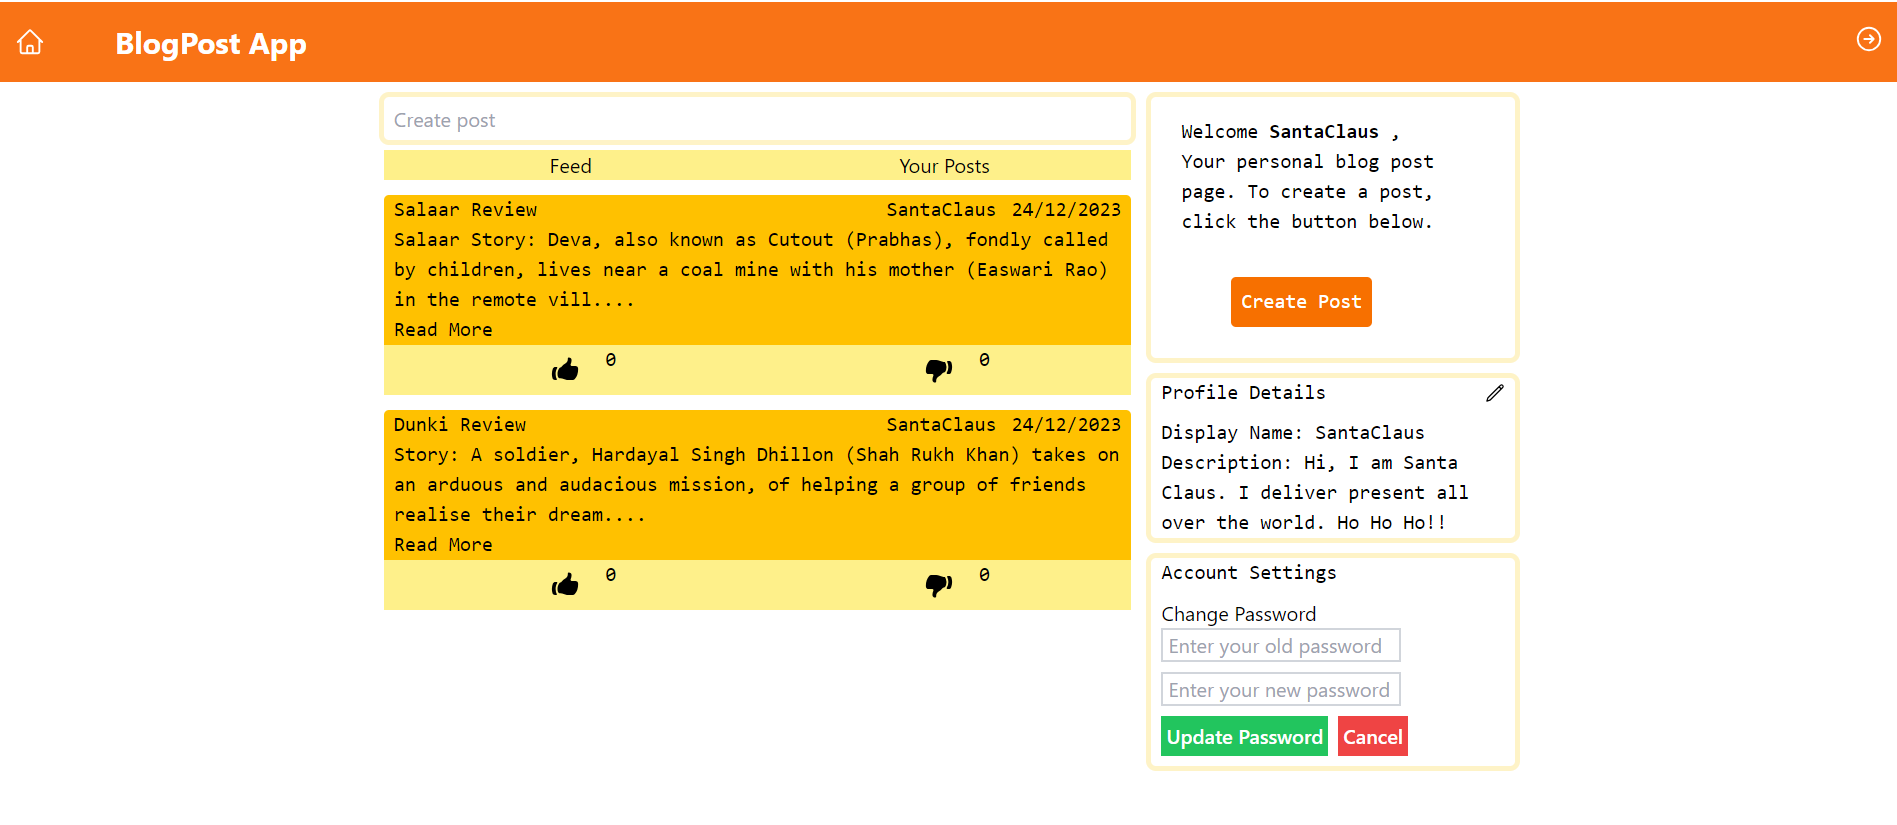 BlogPost App
Create post
Feed
Your Posts
Salaar Review
SantaClaus 24/12/2023
Salaar Story: Deva, also known as Cutout (Prabhas), fondly called
by children, lives near a coal mine with his mother (Easwari Rao)
in the remote vill....
Read More
0
0
Dunki Review
SantaClaus 24/12/2023
Story: A soldier, Hardayal Singh Dhillon (Shah Rukh Khan) takes on
an arduous and audacious mission, of helping a group of friends
realise their dream....
Read More
0
0
Welcome SantaClaus ,
Your personal blog post
page. To create a post,
click the button below.
Create Post
Profile Details
Display Name: SantaClaus
Description: Hi, I am Santa
Claus. I deliver present all
over the world. Ho Ho Ho!!
Account Settings
Change Password
Enter your old password
Enter your new password
Update Password
Cancel